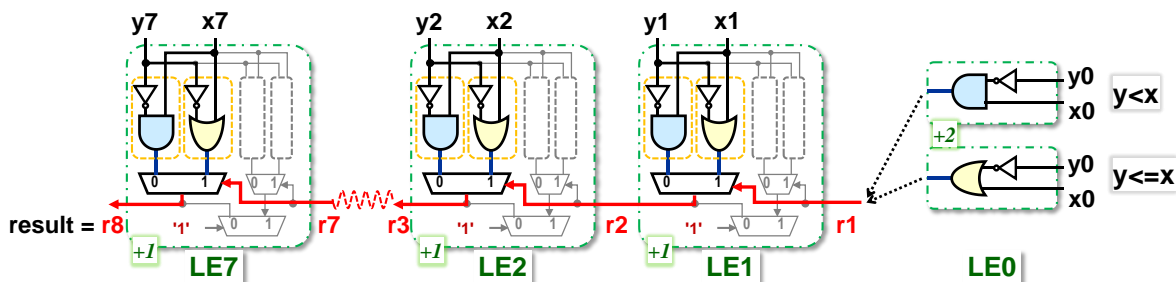 y7 x7 y2 x2 y1 x1
y0
x0
y<x
+2
y0
x0
y<=x
0 1 0 1 0 1 0 1 0 1 0 1
result = r8 '1' 0 1 r7 r3 '1' 0 1 r2 '1' 0 1 r1
+1 LE7 +1 LE2 +1 LE1 LE0